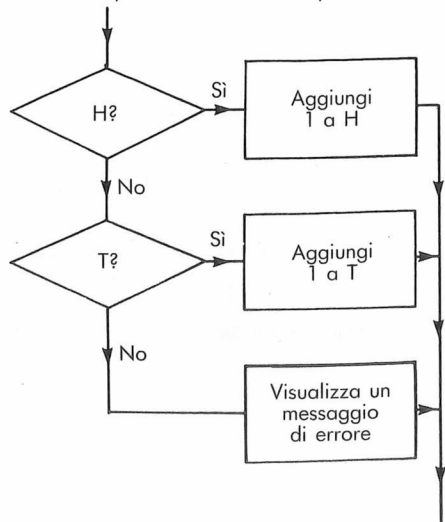 H?
Sì
Aggiungi
1 a H
No
T?
Sì
Aggiungi
1 a T
No
Visualizza un
messaggio
di errore